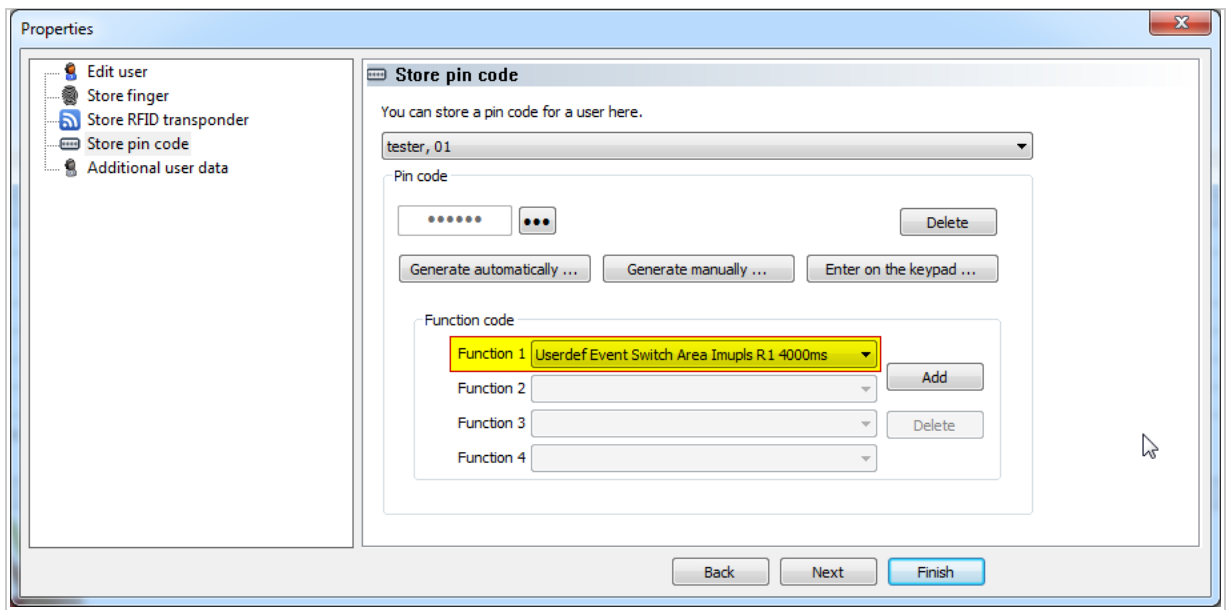 Properties
Edit user
Store finger
Store RFID transponder
Store pin code
Additional user data
Store pin code
You can store a pin code for a user here.
tester, 01
Pin code
••••••
•••
Delete
Generate automatically ...
Generate manually ...
Enter on the keypad ...
Function code
Function 1 Userdef Event Switch Area Imupls R1 4000ms
Add
Function 2
Function 3
Delete
Function 4
Back
Next
Finish